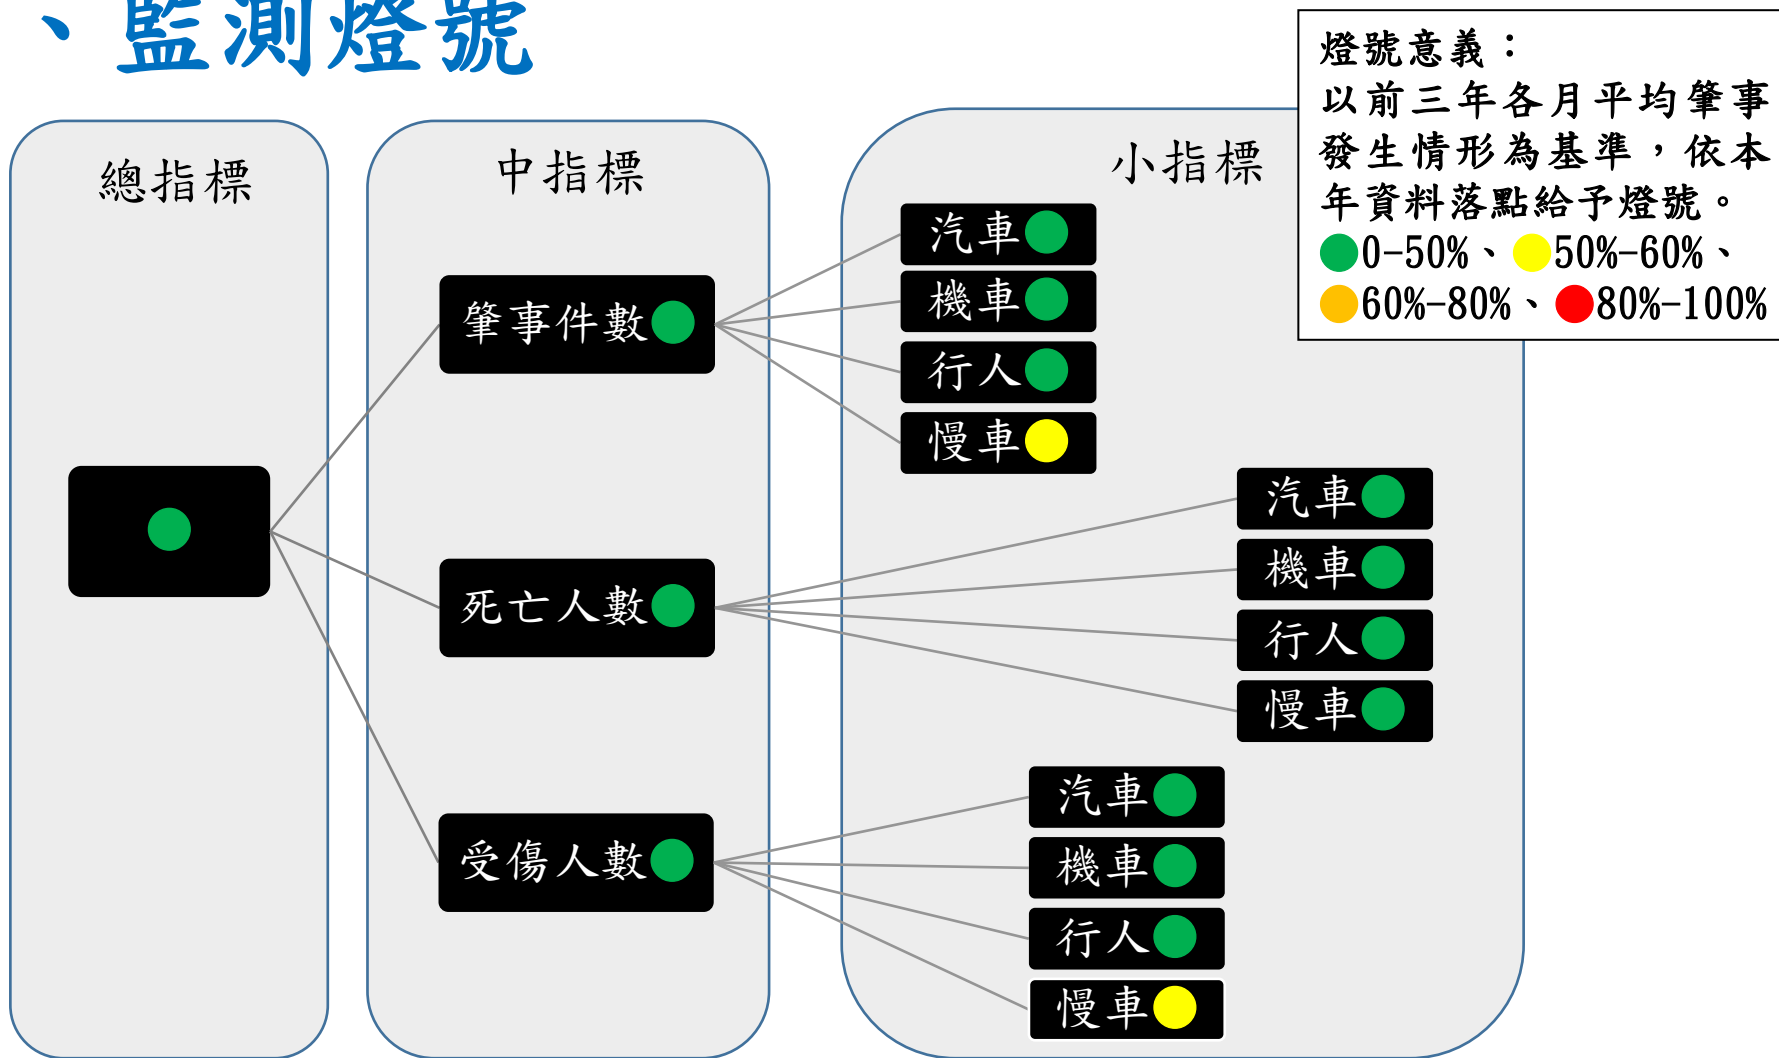 、監測燈號
燈號意義：
以前三年各月平均肇事
發生情形為基準，依本
年資料落點給予燈號。
0-50%、50%-60%、
60%-80%、80%-100%
總指標
中指標
小指標
肇事件數
汽車
機車
行人
慢車
死亡人數
汽車
機車
行人
慢車
受傷人數
汽車
機車
行人
慢車